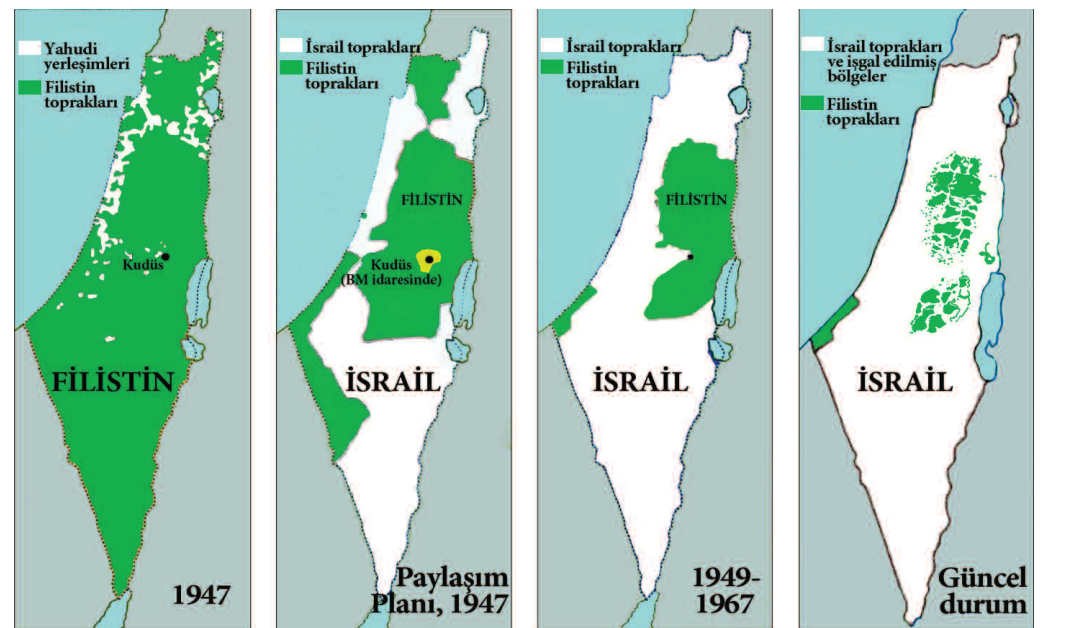 Yahudi
yerleşimleri
Filistin
toprakları
Kudüs
FİLİSTİN
1947
İsrail toprakları
Filistin
toprakları
FİLİSTİN
Kudüs
(BM idaresinde)
İSRAİL
Paylaşım
Planı, 1947
İsrail toprakları
Filistin
toprakları
FİLİSTİN
İSRAİL
1949-
1967
İsrail toprakları
ve işgal edilmiş
bölgeler
Filistin
toprakları
İSRAİL
Güncel
durum